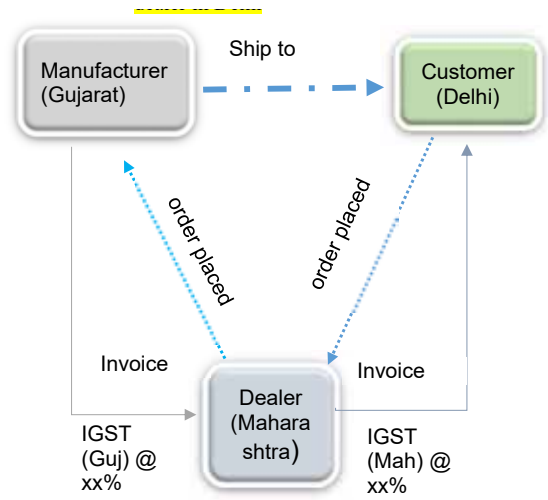 Ship to
Manufacturer
(Gujarat)
Customer
(Delhi)
order placed
order placed
Invoice
Invoice
Dealer
(Mahara
shtra)
IGST
(Guj) @
xx%
IGST
(Mah) @
xx%